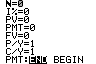 N=0
I%=0
PV=0
PMT=0
FV=0
P/Y=1
C/Y=1
PMT:END BEGIN